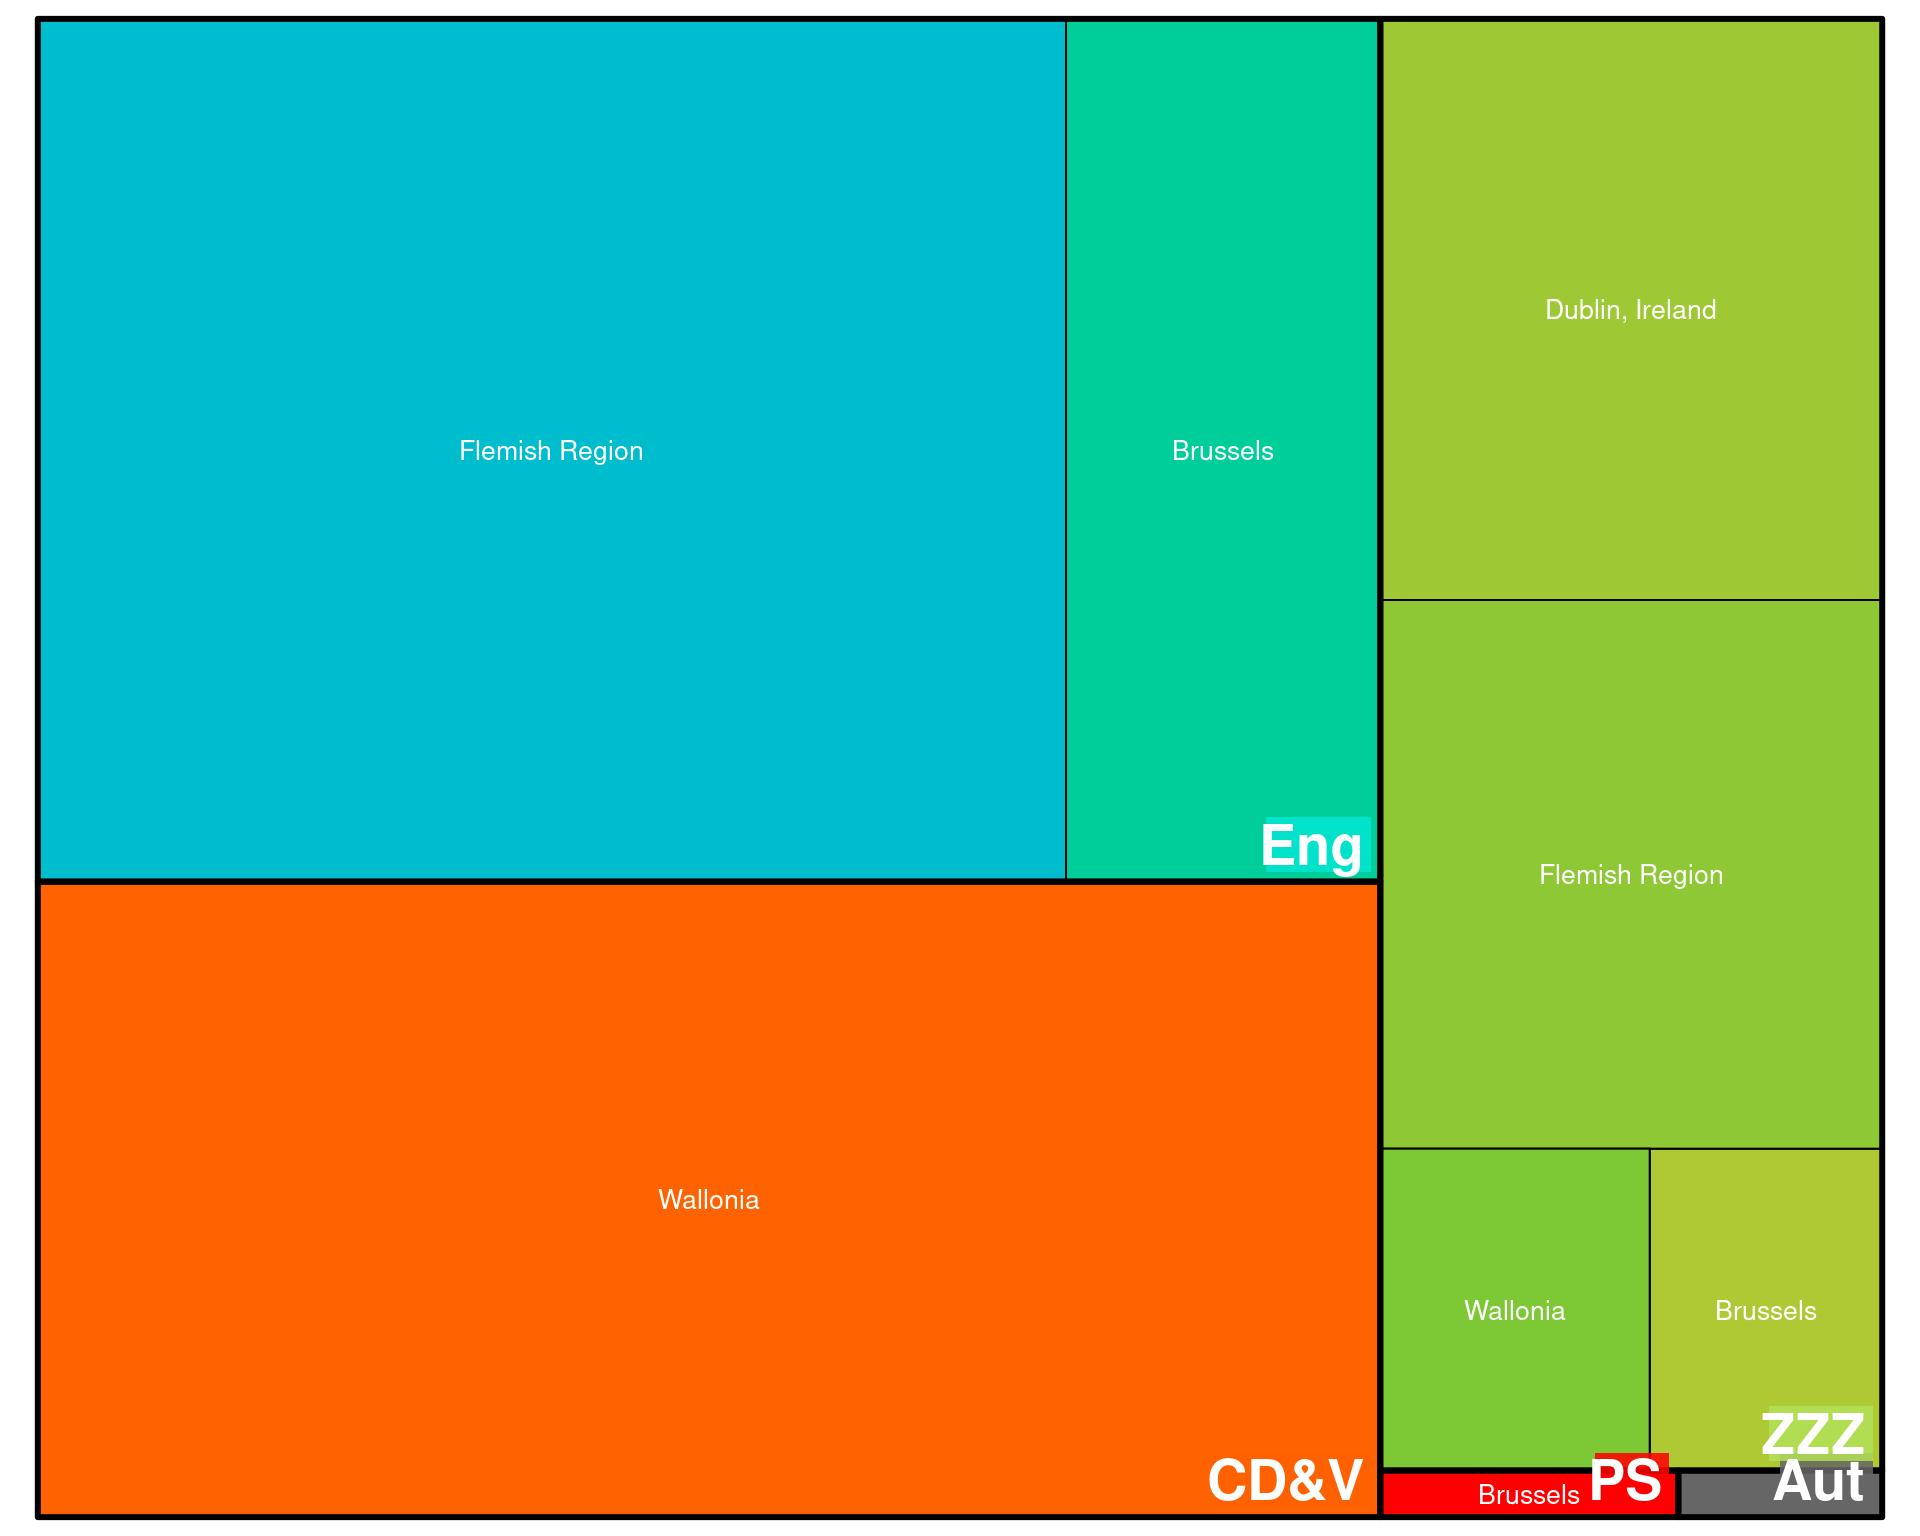 Flemish Region
Brussels
Eng
Wallonia
CD&V
Dublin, Ireland
Flemish Region
Wallonia
Brussels
ZZZ
Brussels
PS
Aut